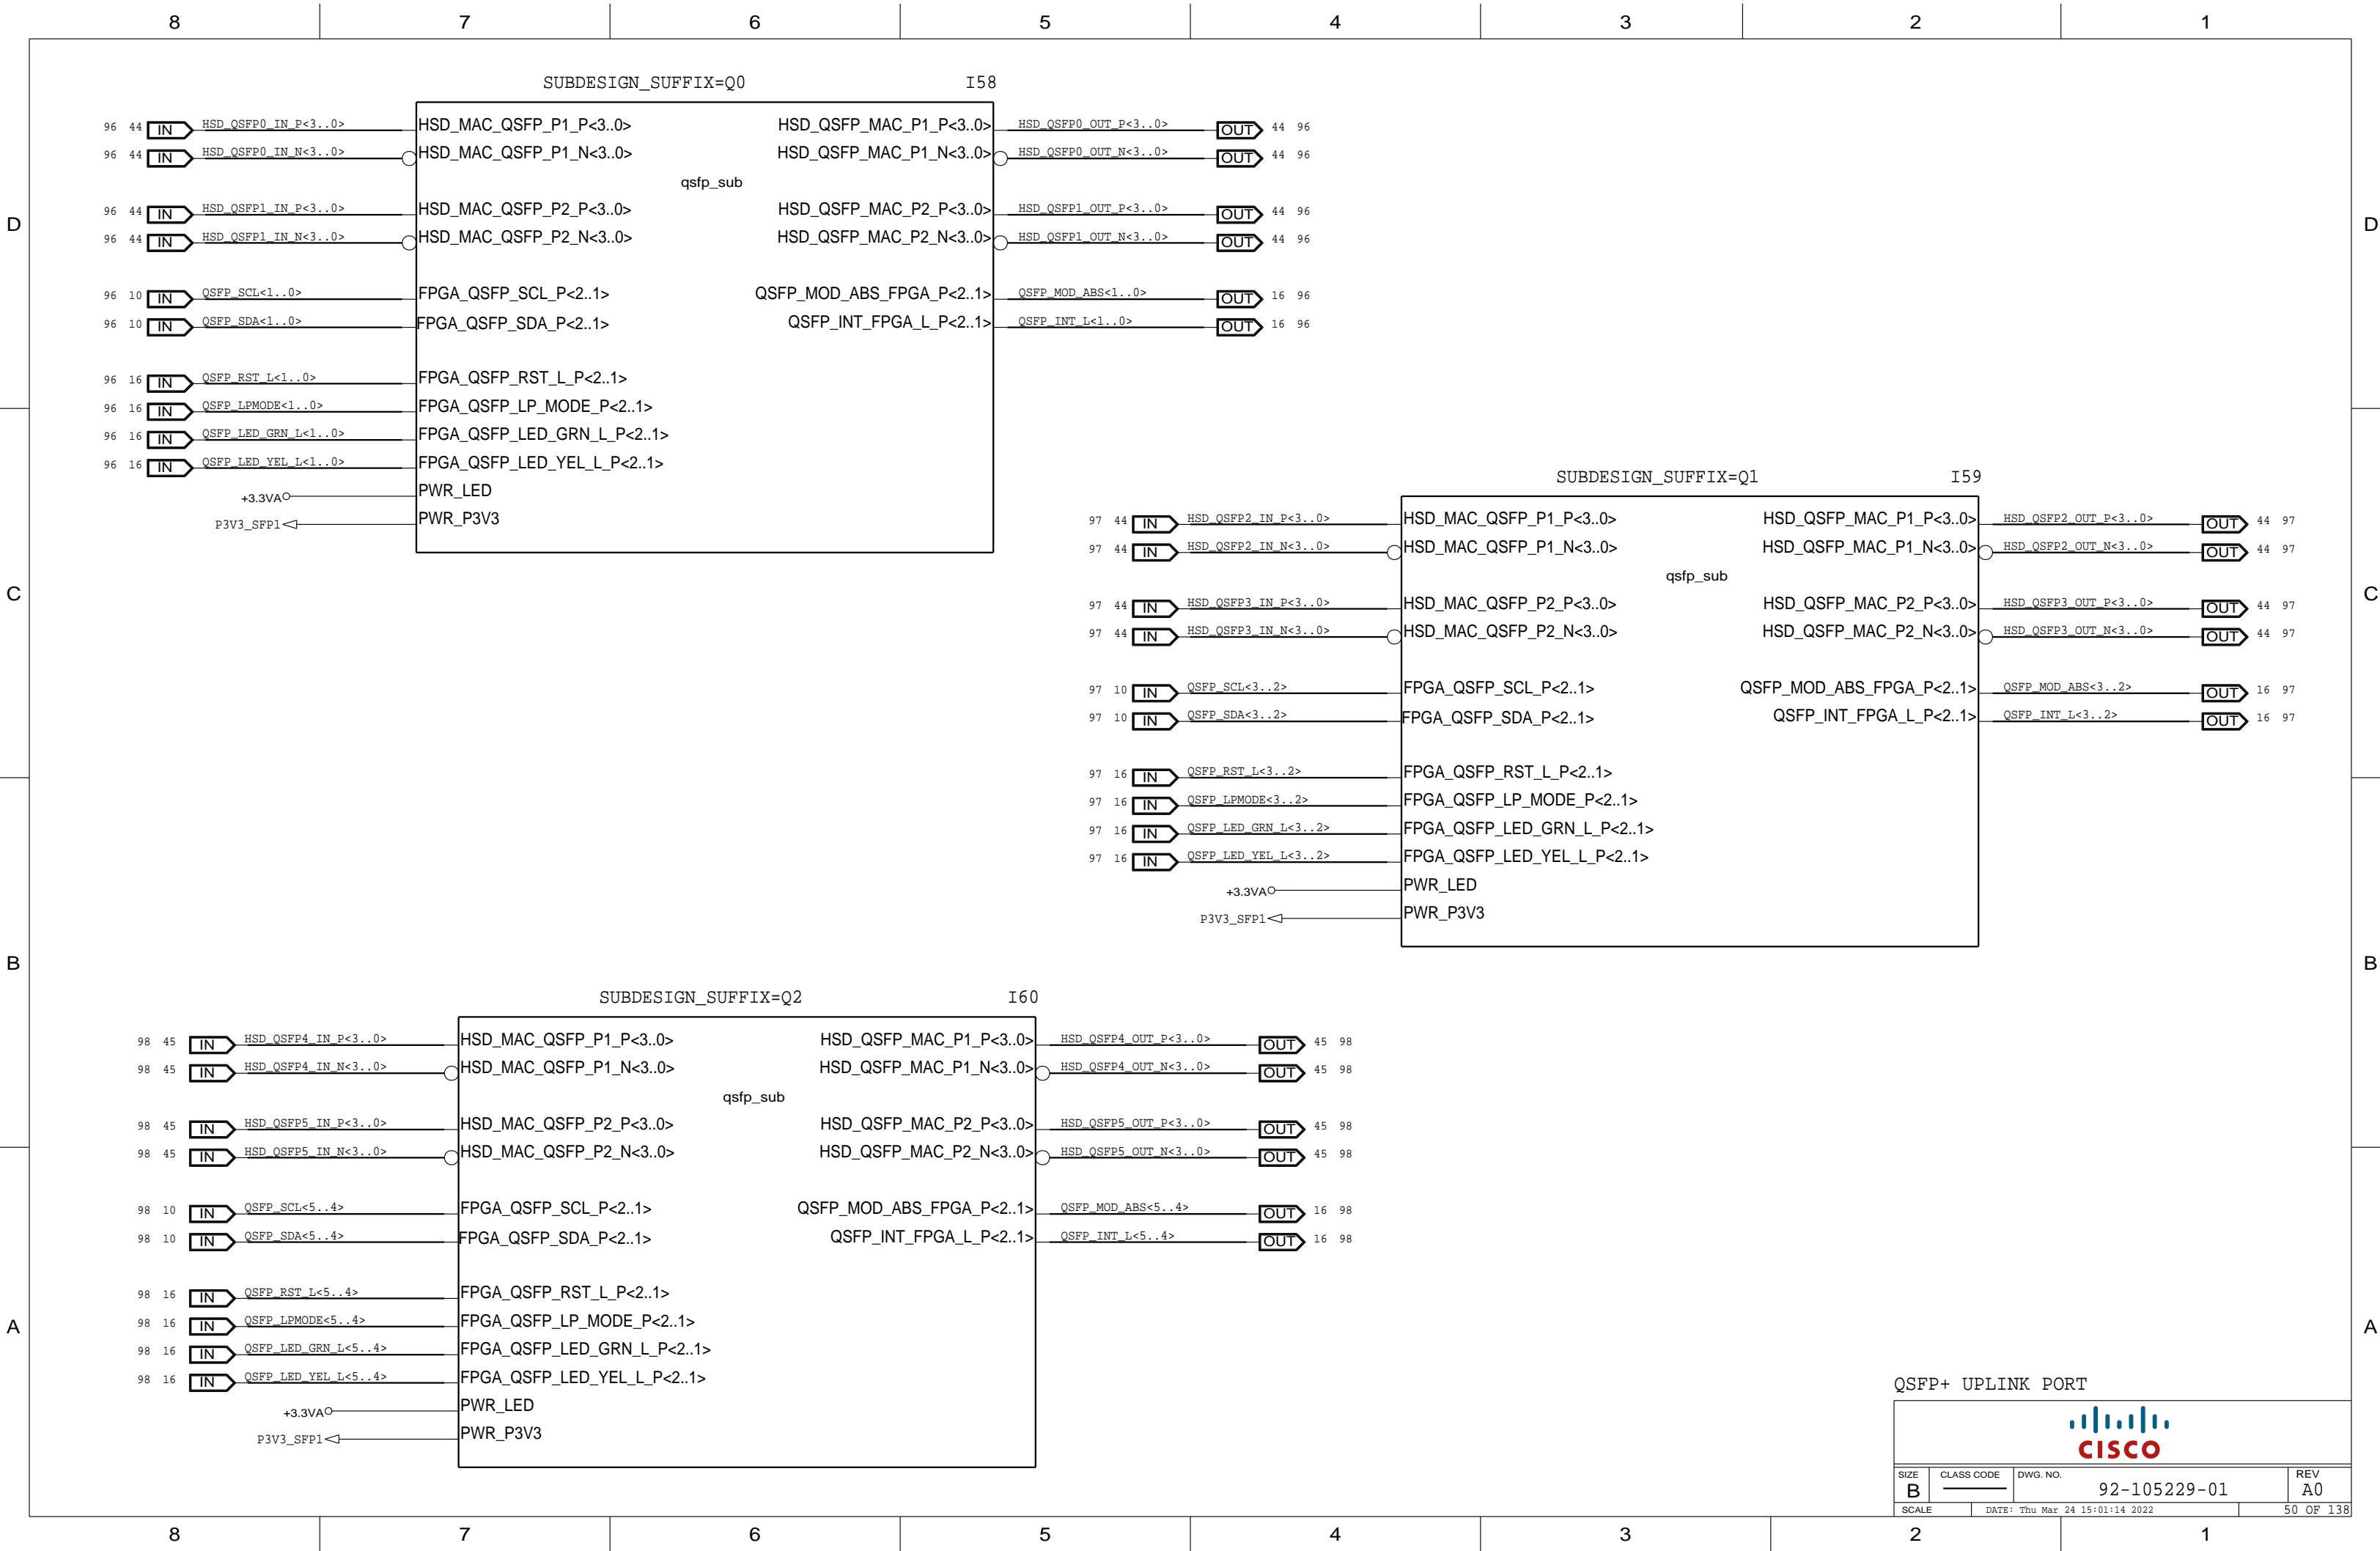 8 7 6 5 4 3 2 1
SUBDESIGN_SUFFIX=Q0 I58
96 44 IN HSD_QSFP0_IN_P<3..0> HSD_MAC_QSFP_P1_P<3..0> HSD_QSFP_MAC_P1_P<3..0> HSD_QSFP0_OUT_P<3..0> OUT 44 96
96 44 IN HSD_QSFP0_IN_N<3..0> HSD_MAC_QSFP_P1_N<3..0> HSD_QSFP_MAC_P1_N<3..0> HSD_QSFP0_OUT_N<3..0> OUT 44 96
qsfp_sub
96 44 IN HSD_QSFP1_IN_P<3..0> HSD_MAC_QSFP_P2_P<3..0> HSD_QSFP_MAC_P2_P<3..0> HSD_QSFP1_OUT_P<3..0> OUT 44 96
D D
96 44 IN HSD_QSFP1_IN_N<3..0> HSD_MAC_QSFP_P2_N<3..0> HSD_QSFP_MAC_P2_N<3..0> HSD_QSFP1_OUT_N<3..0> OUT 44 96
96 10 IN QSFP_SCL<1..0> FPGA_QSFP_SCL_P<2..1> QSFP_MOD_ABS_FPGA_P<2..1> QSFP_MOD_ABS<1..0> OUT 16 96
96 10 IN QSFP_SDA<1..0> FPGA_QSFP_SDA_P<2..1> QSFP_INT_FPGA_L_P<2..1> QSFP_INT_L<1..0> OUT 16 96
96 16 IN QSFP_RST_L<1..0> FPGA_QSFP_RST_L_P<2..1>
96 16 IN QSFP_LPMODE<1..0> FPGA_QSFP_LP_MODE_P<2..1>
96 16 IN QSFP_LED_GRN_L<1..0> FPGA_QSFP_LED_GRN_L_P<2..1>
96 16 IN QSFP_LED_YEL_L<1..0> FPGA_QSFP_LED_YEL_L_P<2..1>
+3.3VA PWR_LED
P3V3_SFP1 PWR_P3V3
SUBDESIGN_SUFFIX=Q1 I59
97 44 IN HSD_QSFP2_IN_P<3..0> HSD_MAC_QSFP_P1_P<3..0> HSD_QSFP_MAC_P1_P<3..0> HSD_QSFP2_OUT_P<3..0> OUT 44 97
97 44 IN HSD_QSFP2_IN_N<3..0> HSD_MAC_QSFP_P1_N<3..0> HSD_QSFP_MAC_P1_N<3..0> HSD_QSFP2_OUT_N<3..0> OUT 44 97
qsfp_sub
C C
97 44 IN HSD_QSFP3_IN_P<3..0> HSD_MAC_QSFP_P2_P<3..0> HSD_QSFP_MAC_P2_P<3..0> HSD_QSFP3_OUT_P<3..0> OUT 44 97
97 44 IN HSD_QSFP3_IN_N<3..0> HSD_MAC_QSFP_P2_N<3..0> HSD_QSFP_MAC_P2_N<3..0> HSD_QSFP3_OUT_N<3..0> OUT 44 97
97 10 IN QSFP_SCL<3..2> FPGA_QSFP_SCL_P<2..1> QSFP_MOD_ABS_FPGA_P<2..1> QSFP_MOD_ABS<3..2> OUT 16 97
97 10 IN QSFP_SDA<3..2> FPGA_QSFP_SDA_P<2..1> QSFP_INT_FPGA_L_P<2..1> QSFP_INT_L<3..2> OUT 16 97
97 16 IN QSFP_RST_L<3..2> FPGA_QSFP_RST_L_P<2..1>
97 16 IN QSFP_LPMODE<3..2> FPGA_QSFP_LP_MODE_P<2..1>
97 16 IN QSFP_LED_GRN_L<3..2> FPGA_QSFP_LED_GRN_L_P<2..1>
97 16 IN QSFP_LED_YEL_L<3..2> FPGA_QSFP_LED_YEL_L_P<2..1>
+3.3VA PWR_LED
P3V3_SFP1 PWR_P3V3
B B
SUBDESIGN_SUFFIX=Q2 I60
98 45 IN HSD_QSFP4_IN_P<3..0> HSD_MAC_QSFP_P1_P<3..0> HSD_QSFP_MAC_P1_P<3..0> HSD_QSFP4_OUT_P<3..0> OUT 45 98
98 45 IN HSD_QSFP4_IN_N<3..0> HSD_MAC_QSFP_P1_N<3..0> HSD_QSFP_MAC_P1_N<3..0> HSD_QSFP4_OUT_N<3..0> OUT 45 98
qsfp_sub
98 45 IN HSD_QSFP5_IN_P<3..0> HSD_MAC_QSFP_P2_P<3..0> HSD_QSFP_MAC_P2_P<3..0> HSD_QSFP5_OUT_P<3..0> OUT 45 98
98 45 IN HSD_QSFP5_IN_N<3..0> HSD_MAC_QSFP_P2_N<3..0> HSD_QSFP_MAC_P2_N<3..0> HSD_QSFP5_OUT_N<3..0> OUT 45 98
98 10 IN QSFP_SCL<5..4> FPGA_QSFP_SCL_P<2..1> QSFP_MOD_ABS_FPGA_P<2..1> QSFP_MOD_ABS<5..4> OUT 16 98
98 10 IN QSFP_SDA<5..4> FPGA_QSFP_SDA_P<2..1> QSFP_INT_FPGA_L_P<2..1> QSFP_INT_L<5..4> OUT 16 98
98 16 IN QSFP_RST_L<5..4> FPGA_QSFP_RST_L_P<2..1>
A A
98 16 IN QSFP_LPMODE<5..4> FPGA_QSFP_LP_MODE_P<2..1>
98 16 IN QSFP_LED_GRN_L<5..4> FPGA_QSFP_LED_GRN_L_P<2..1>
98 16 IN QSFP_LED_YEL_L<5..4> FPGA_QSFP_LED_YEL_L_P<2..1>
+3.3VA PWR_LED
P3V3_SFP1 PWR_P3V3
QSFP+ UPLINK PORT
CISCO
SIZE CLASS CODE DWG. NO. REV
B 92-105229-01 A0
SCALE DATE: Thu Mar 24 15:01:14 2022 50 OF 138
8 7 6 5 4 3 2 1